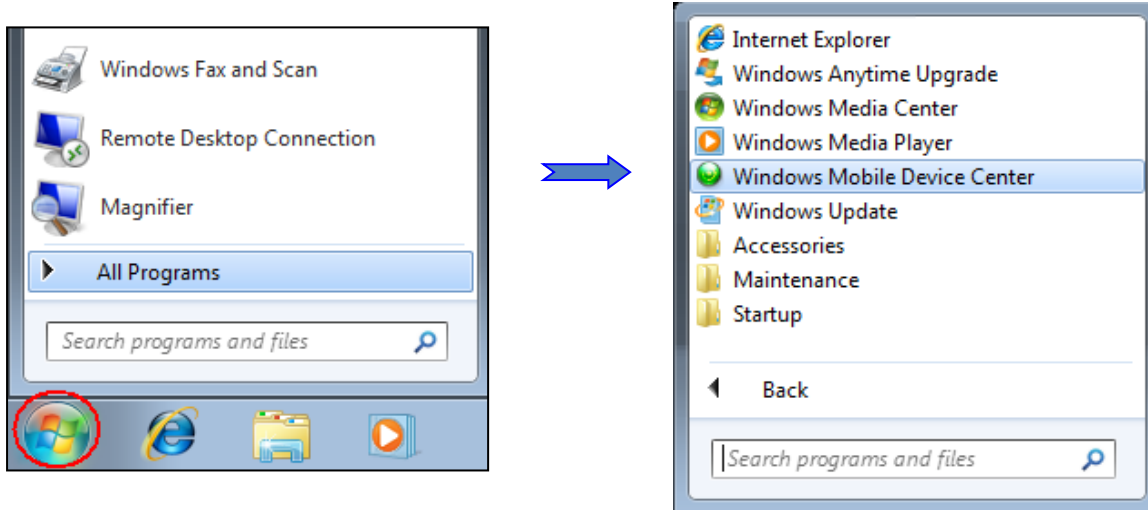 Windows Fax and Scan
Remote Desktop Connection
Magnifier
All Programs
Search programs and files
Internet Explorer
Windows Anytime Upgrade
Windows Media Center
Windows Media Player
Windows Mobile Device Center
Windows Update
Accessories
Maintenance
Startup
Back
Search programs and files